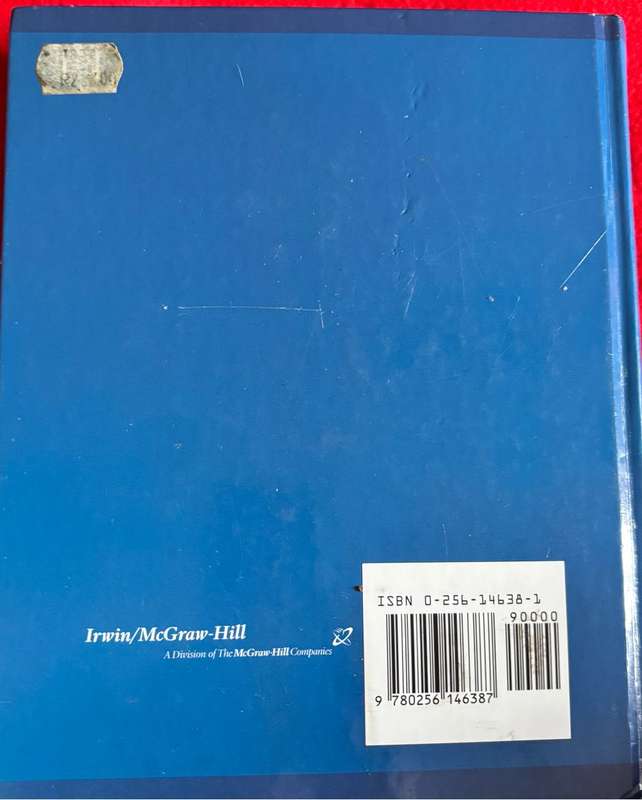 Irwin/McGraw-Hill
A Division of The McGraw-Hill Companies
ISBN 0-256-14638-1
90000
9 780256 146387